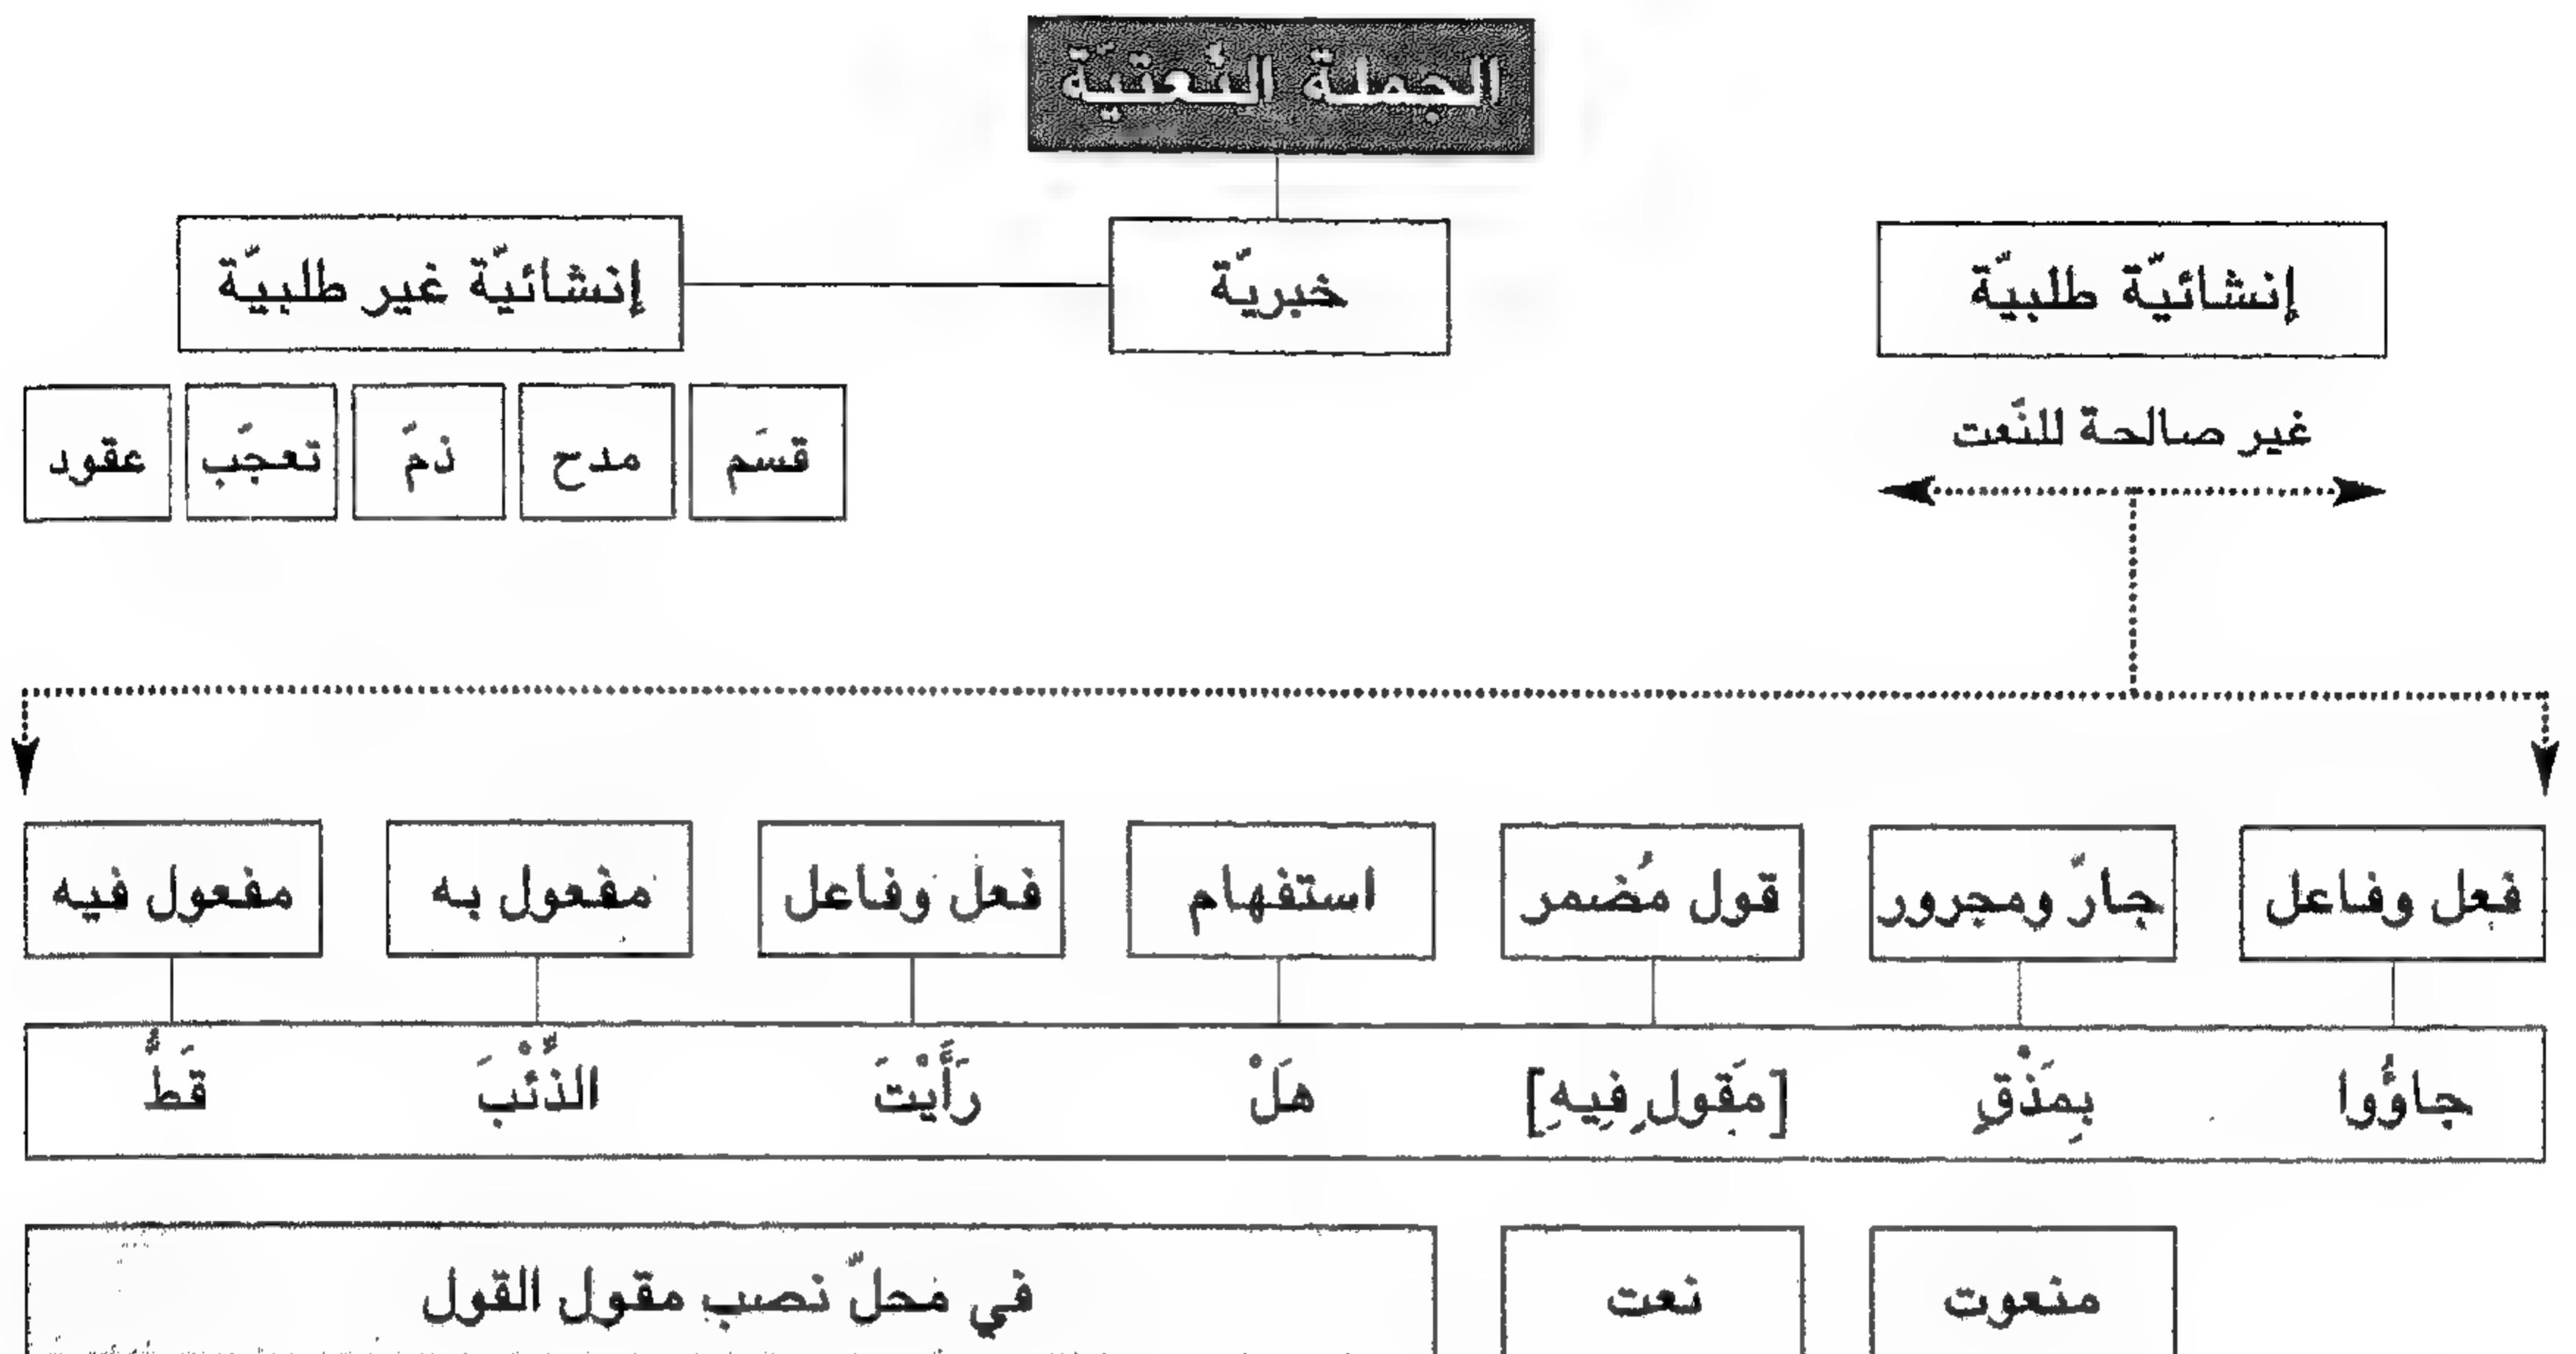 الجملة النّعتيّة
إنشائيّة طلبيّة خبريّة إنشائيّة غير طلبيّة
غير صالحة للنّعت
قسَم مدح ذمّ تعجّب عقود
فعل وفاعل جارّ ومجرور قول مُضمر استفهام فعل وفاعل مفعول به مفعول فيه
جاؤُوا بِمَذْقٍ [مَقولٍ فِيهِ] هَلْ رَأَيْتَ الذِّئْبَ قَطُّ
منعوت نعت في محلّ نصب مقول القول